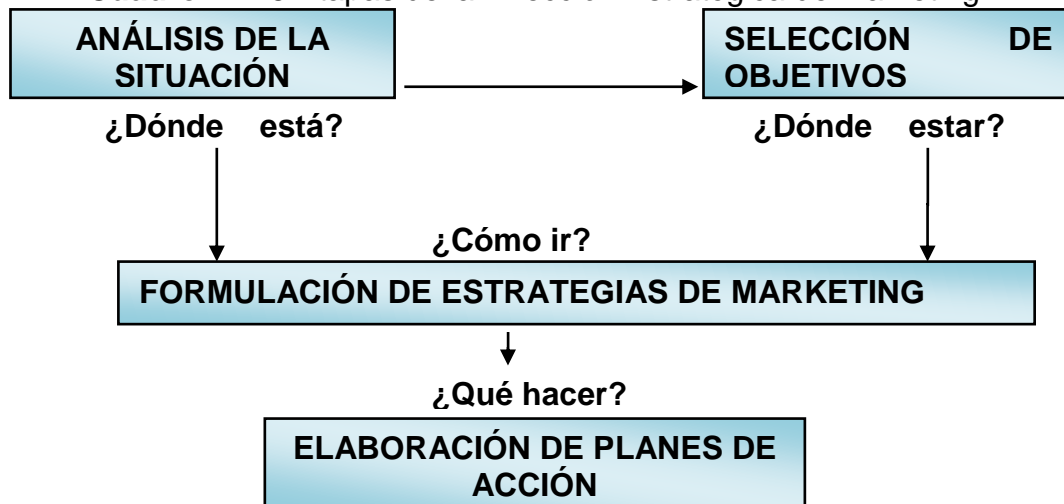 ANÁLISIS DE LA
SITUACIÓN
SELECCIÓN DE
OBJETIVOS
¿Dónde está?
¿Dónde estar?
¿Cómo ir?
FORMULACIÓN DE ESTRATEGIAS DE MARKETING
¿Qué hacer?
ELABORACIÓN DE PLANES DE
ACCIÓN